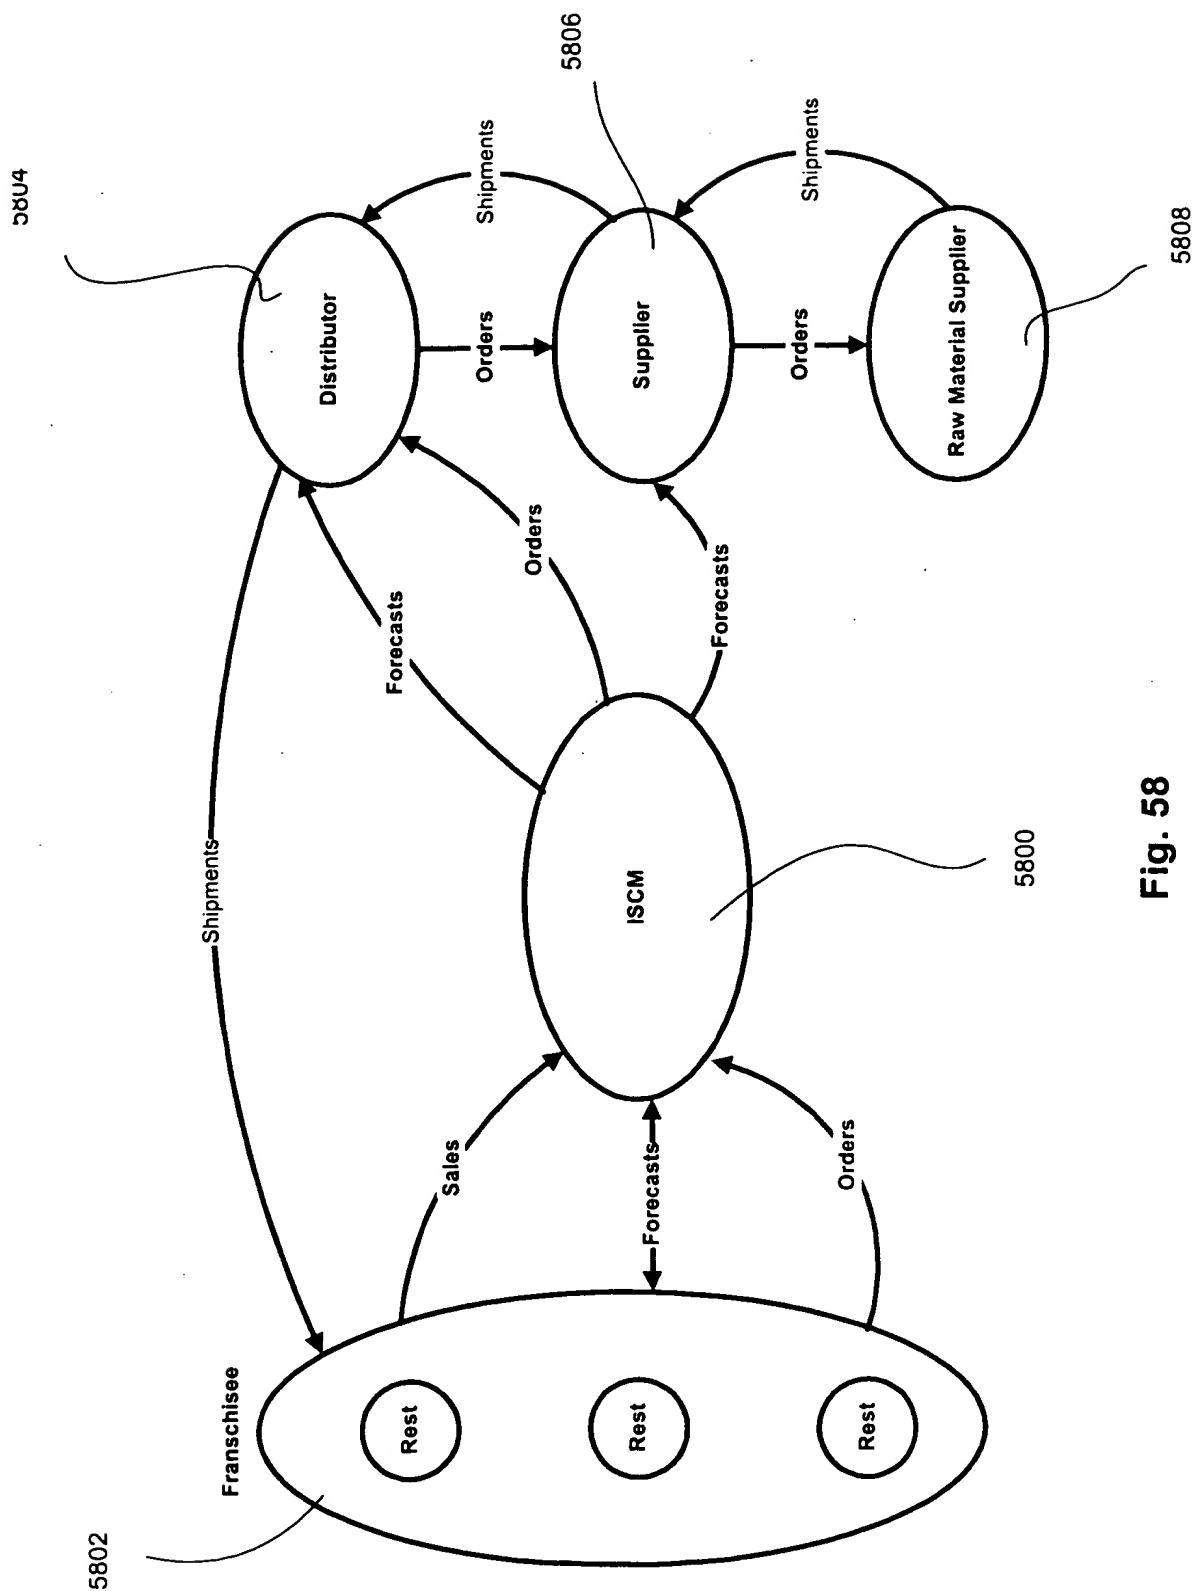 5804
5806
Shipments
Shipments
Distributor
Orders
Supplier
Orders
Raw Material Supplier
5808
Shipments
Forecasts
Orders
Forecasts
ISCM
5800
Sales
Forecasts
Orders
Franschisee
Rest
Rest
Rest
5802
Fig. 58